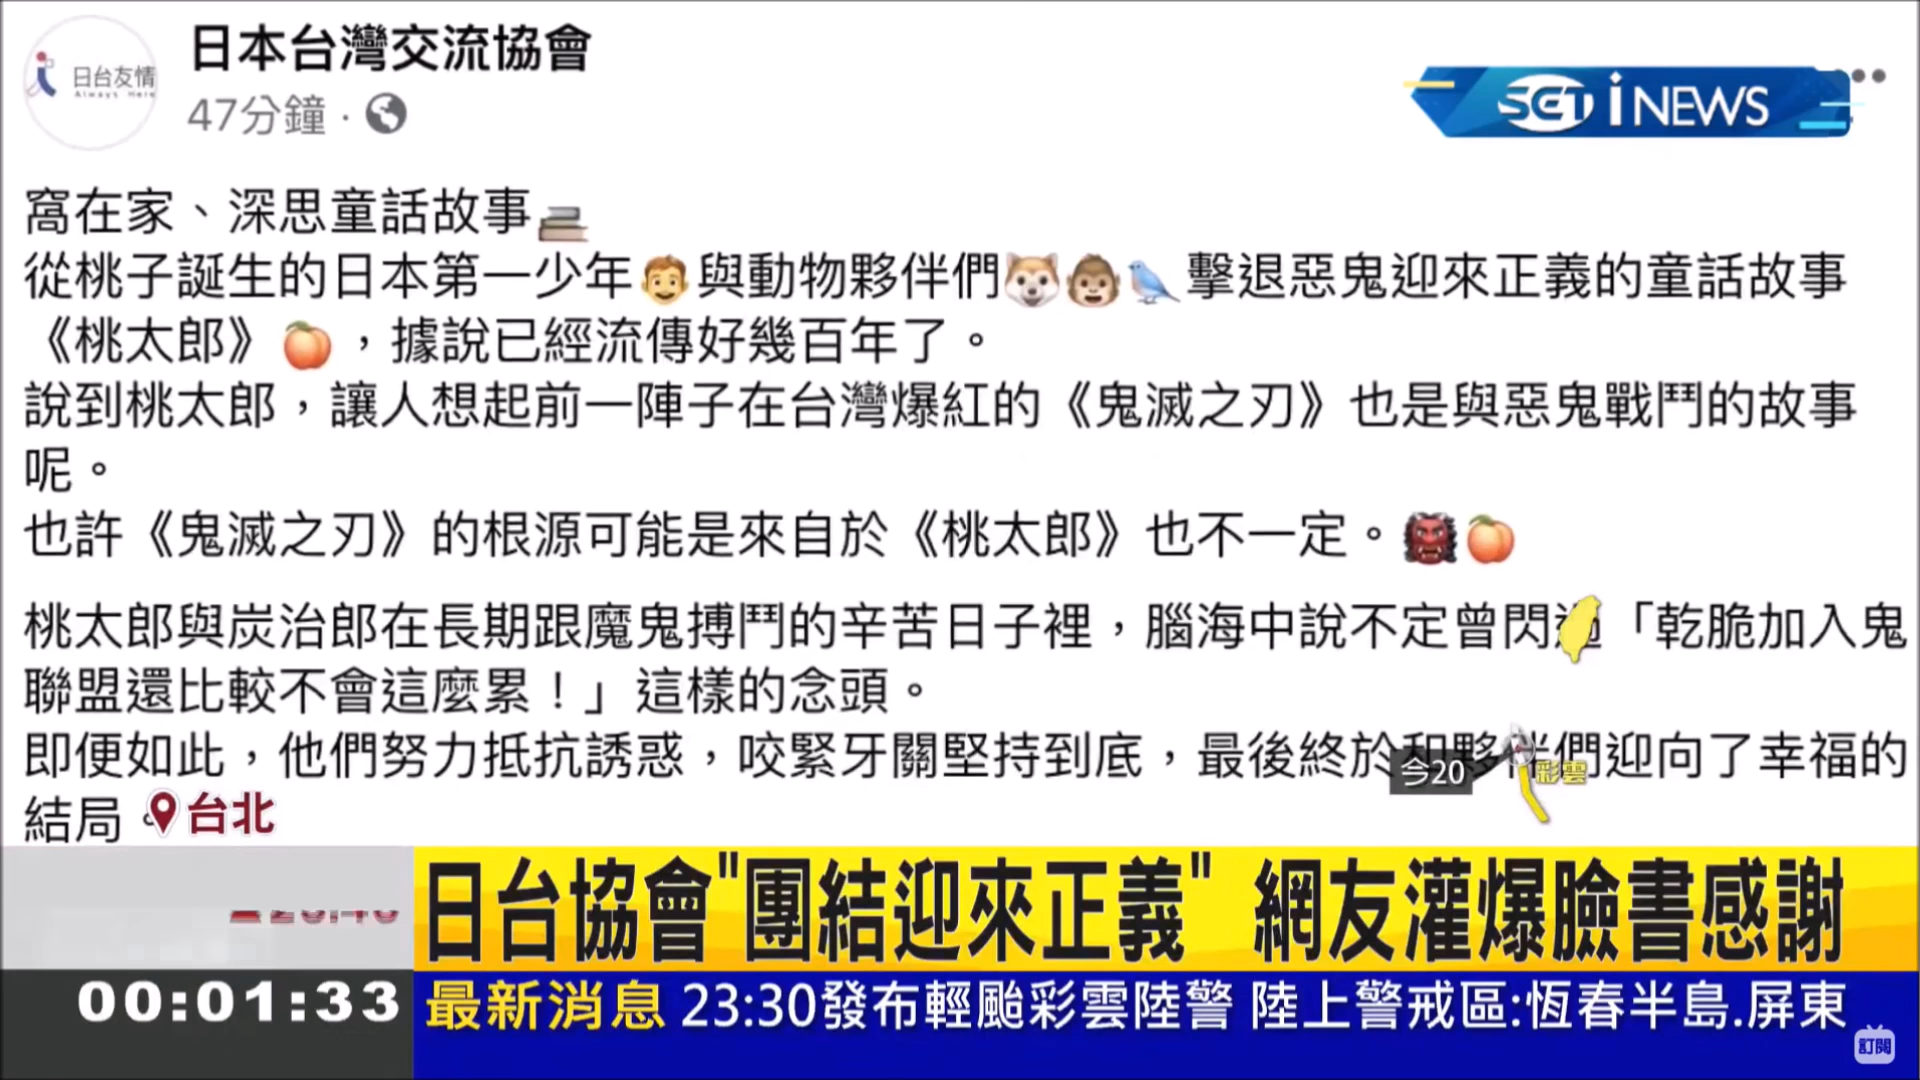 日本台灣交流協會
日台友情
Always Here
47分鐘 ·
SET iNEWS
窩在家、深思童話故事
從桃子誕生的日本第一少年 與動物夥伴們 擊退惡鬼迎來正義的童話故事
《桃太郎》 ，據說已經流傳好幾百年了。
說到桃太郎，讓人想起前一陣子在台灣爆紅的《鬼滅之刃》也是與惡鬼戰鬥的故事
呢。
也許《鬼滅之刃》的根源可能是來自於《桃太郎》也不一定。
桃太郎與炭治郎在長期跟魔鬼搏鬥的辛苦日子裡，腦海中說不定曾閃過「乾脆加入鬼
聯盟還比較不會這麼累！」這樣的念頭。
即便如此，他們努力抵抗誘惑，咬緊牙關堅持到底，最後終於和夥伴們迎向了幸福的
今20
彩雲
結局。
台北
日台協會"團結迎來正義" 網友灌爆臉書感謝
00:01:33
最新消息 23:30發布輕颱彩雲陸警 陸上警戒區:恆春半島.屏東
訂閱